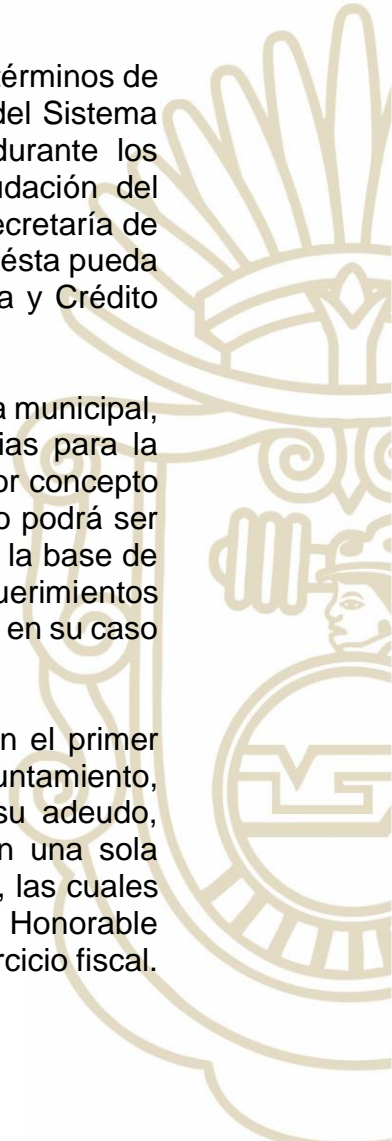 términos de
del Sistema
durante los
udación del
ecretaría de
ésta pueda
a y Crédito
a municipal,
ias para la
or concepto
o podrá ser
la base de
uerimientos
en su caso
n el primer
untamiento,
su adeudo,
n una sola
, las cuales
Honorable
rcicio fiscal.